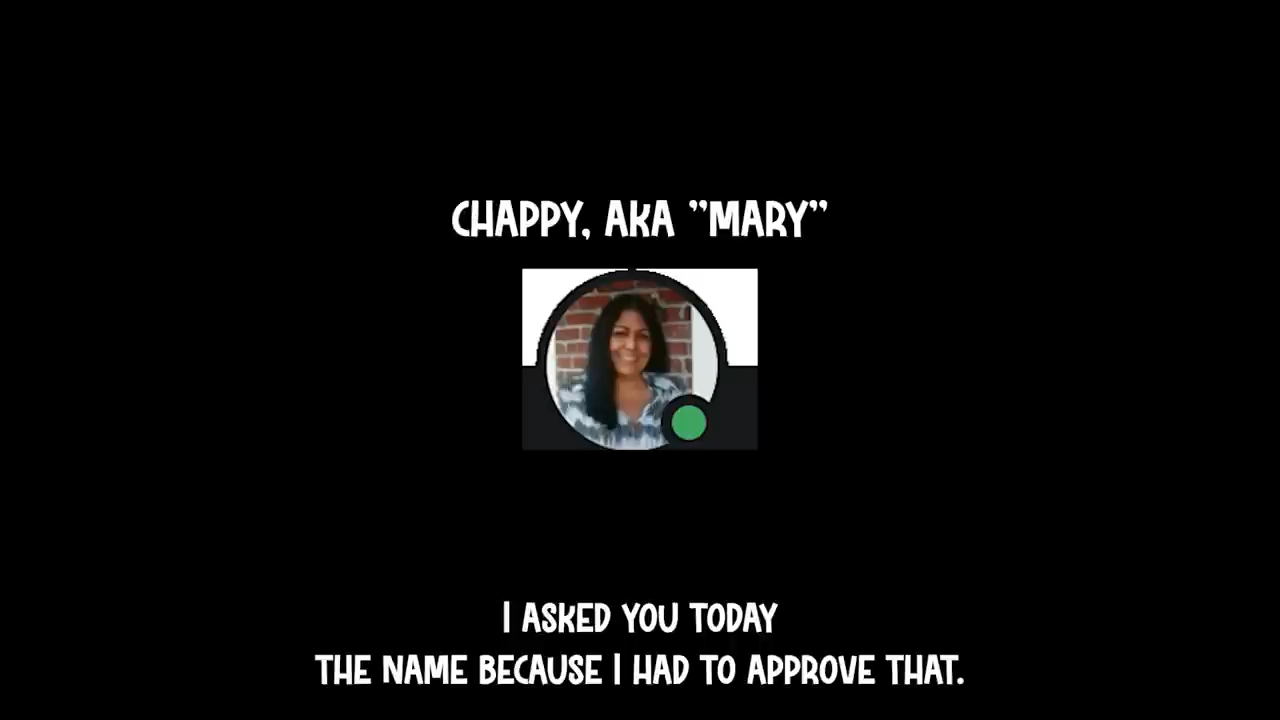 CHAPPY, AKA "MARY"
I ASKED YOU TODAY
THE NAME BECAUSE I HAD TO APPROVE THAT.